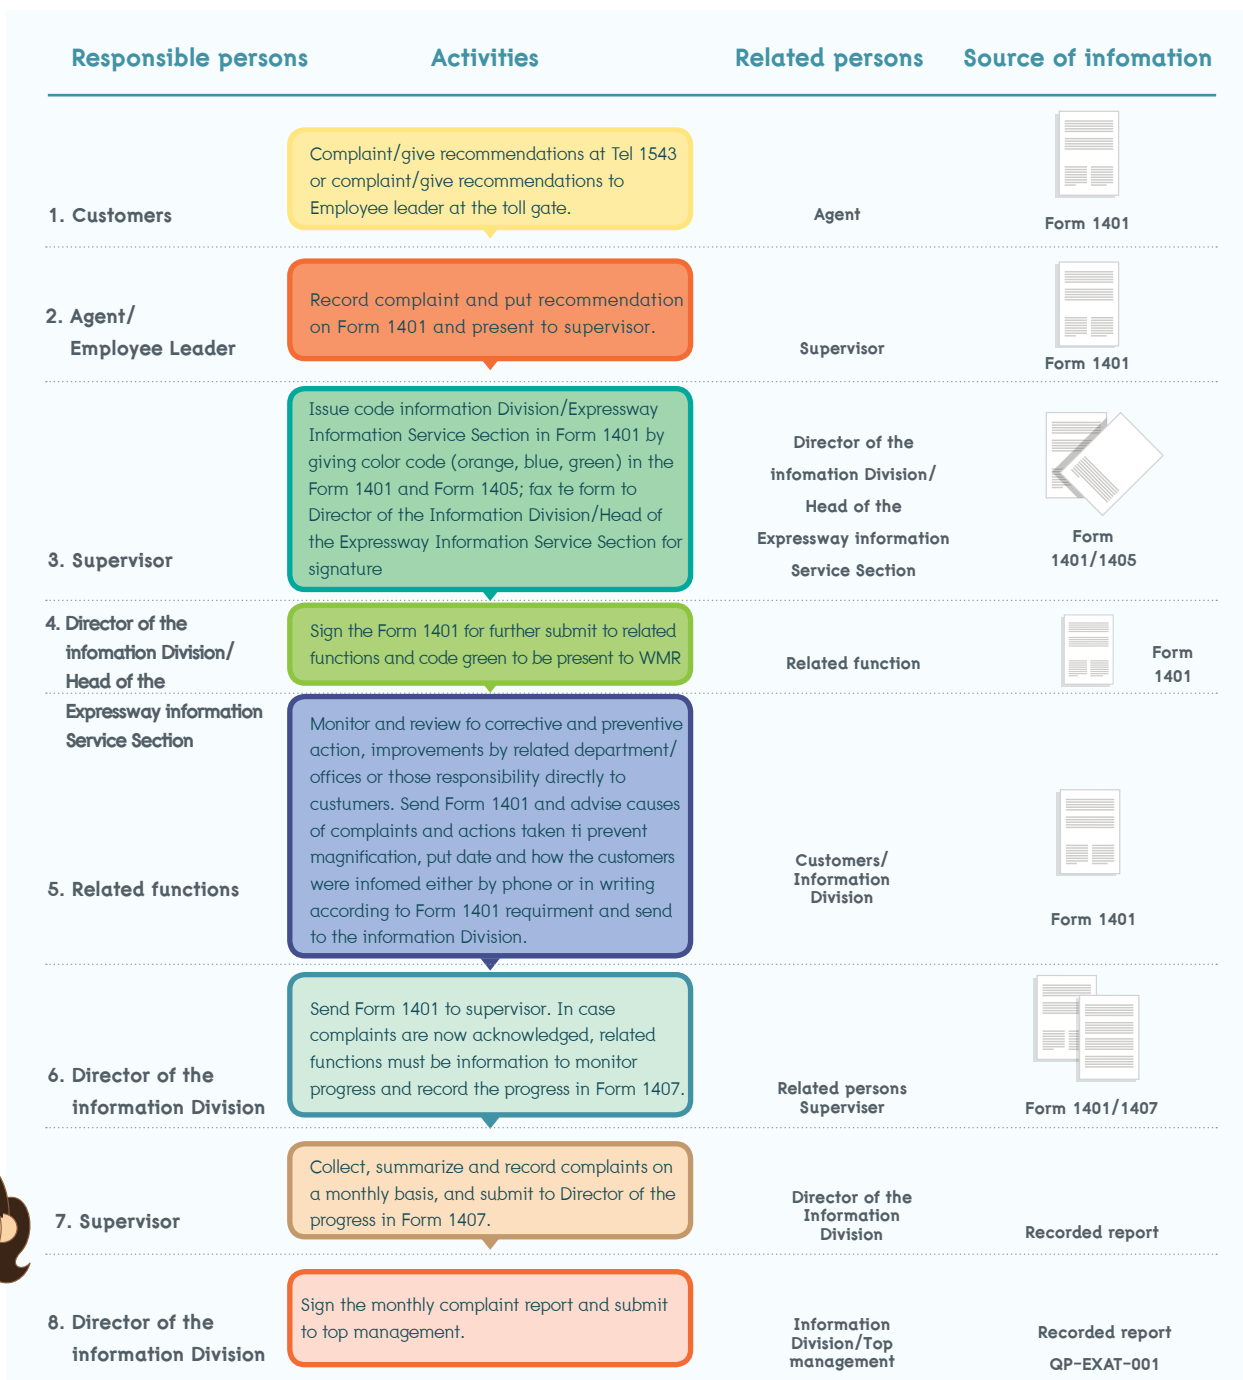 Responsible persons Activities Related persons Source of infomation
Complaint/give recommendations at Tel 1543
or complaint/give recommendations to
Employee leader at the toll gate.
1. Customers
Agent
Form 1401
Record complaint and put recommendation
on Form 1401 and present to supervisor.
2. Agent/
Employee Leader
Supervisor
Form 1401
Issue code information Division/Expressway
Information Service Section in Form 1401 by
giving color code (orange, blue, green) in the
Form 1401 and Form 1405; fax te form to
Director of the Information Division/Head of
the Expressway Information Service Section for
signature
3. Supervisor
Director of the
infomation Division/
Head of the
Expressway information
Service Section
Form
1401/1405
4. Director of the
infomation Division/
Head of the
Expressway information
Service Section
Sign the Form 1401 for further submit to related
functions and code green to be present to WMR
Related function
Form
1401
Monitor and review fo corrective and preventive
action, improvements by related department/
offices or those responsibility directly to
custumers. Send Form 1401 and advise causes
of complaints and actions taken ti prevent
magnification, put date and how the customers
were infomed either by phone or in writing
according to Form 1401 requirment and send
to the information Division.
5. Related functions
Customers/
Information
Division
Form 1401
Send Form 1401 to supervisor. In case
complaints are now acknowledged, related
functions must be information to monitor
progress and record the progress in Form 1407.
6. Director of the
information Division
Related persons
Superviser
Form 1401/1407
Collect, summarize and record complaints on
a monthly basis, and submit to Director of the
progress in Form 1407.
7. Supervisor
Director of the
Information
Division
Recorded report
Sign the monthly complaint report and submit
to top management.
8. Director of the
information Division
Information
Division/Top
management
Recorded report
QP-EXAT-001